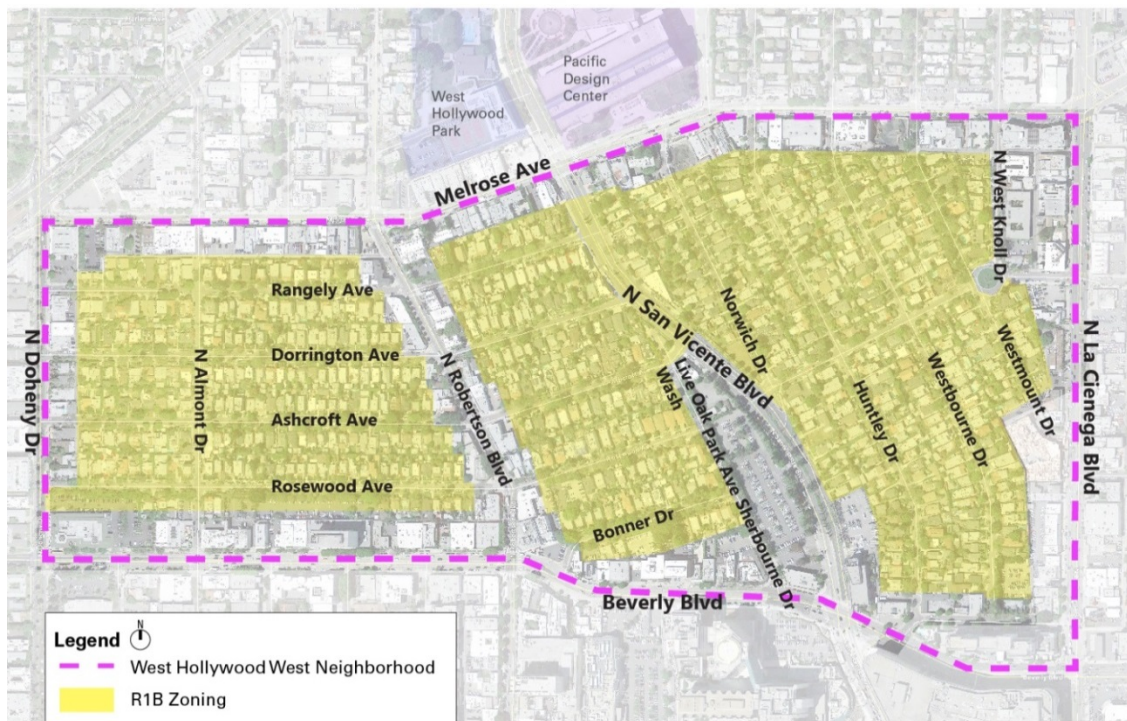 Pacific
Design
Center
West
Hollywood
Park
Melrose Ave
N West Knoll Dr
Rangely Ave
N San Vicente Blvd
Norwich Dr
N Doheny Dr
N Almont Dr
Dorrington Ave
N Robertson Blvd
Live Oak Park Ave Sherbourne Dr
Wash
Westmount Dr
N La Cienega Blvd
Westbourne Dr
Huntley Dr
Ashcroft Ave
Rosewood Ave
Bonner Dr
Beverly Blvd
Legend N
West Hollywood West Neighborhood
R1B Zoning